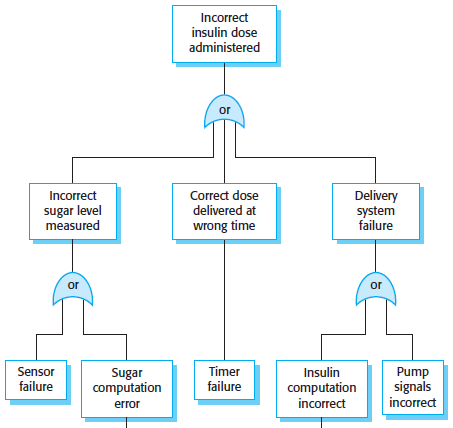 Incorrect
insulin dose
administered
or
Incorrect
sugar level
measured
Correct dose
delivered at
wrong time
Delivery
system
failure
or
or
Sensor
failure
Sugar
computation
error
Timer
failure
Insulin
computation
incorrect
Pump
signals
incorrect